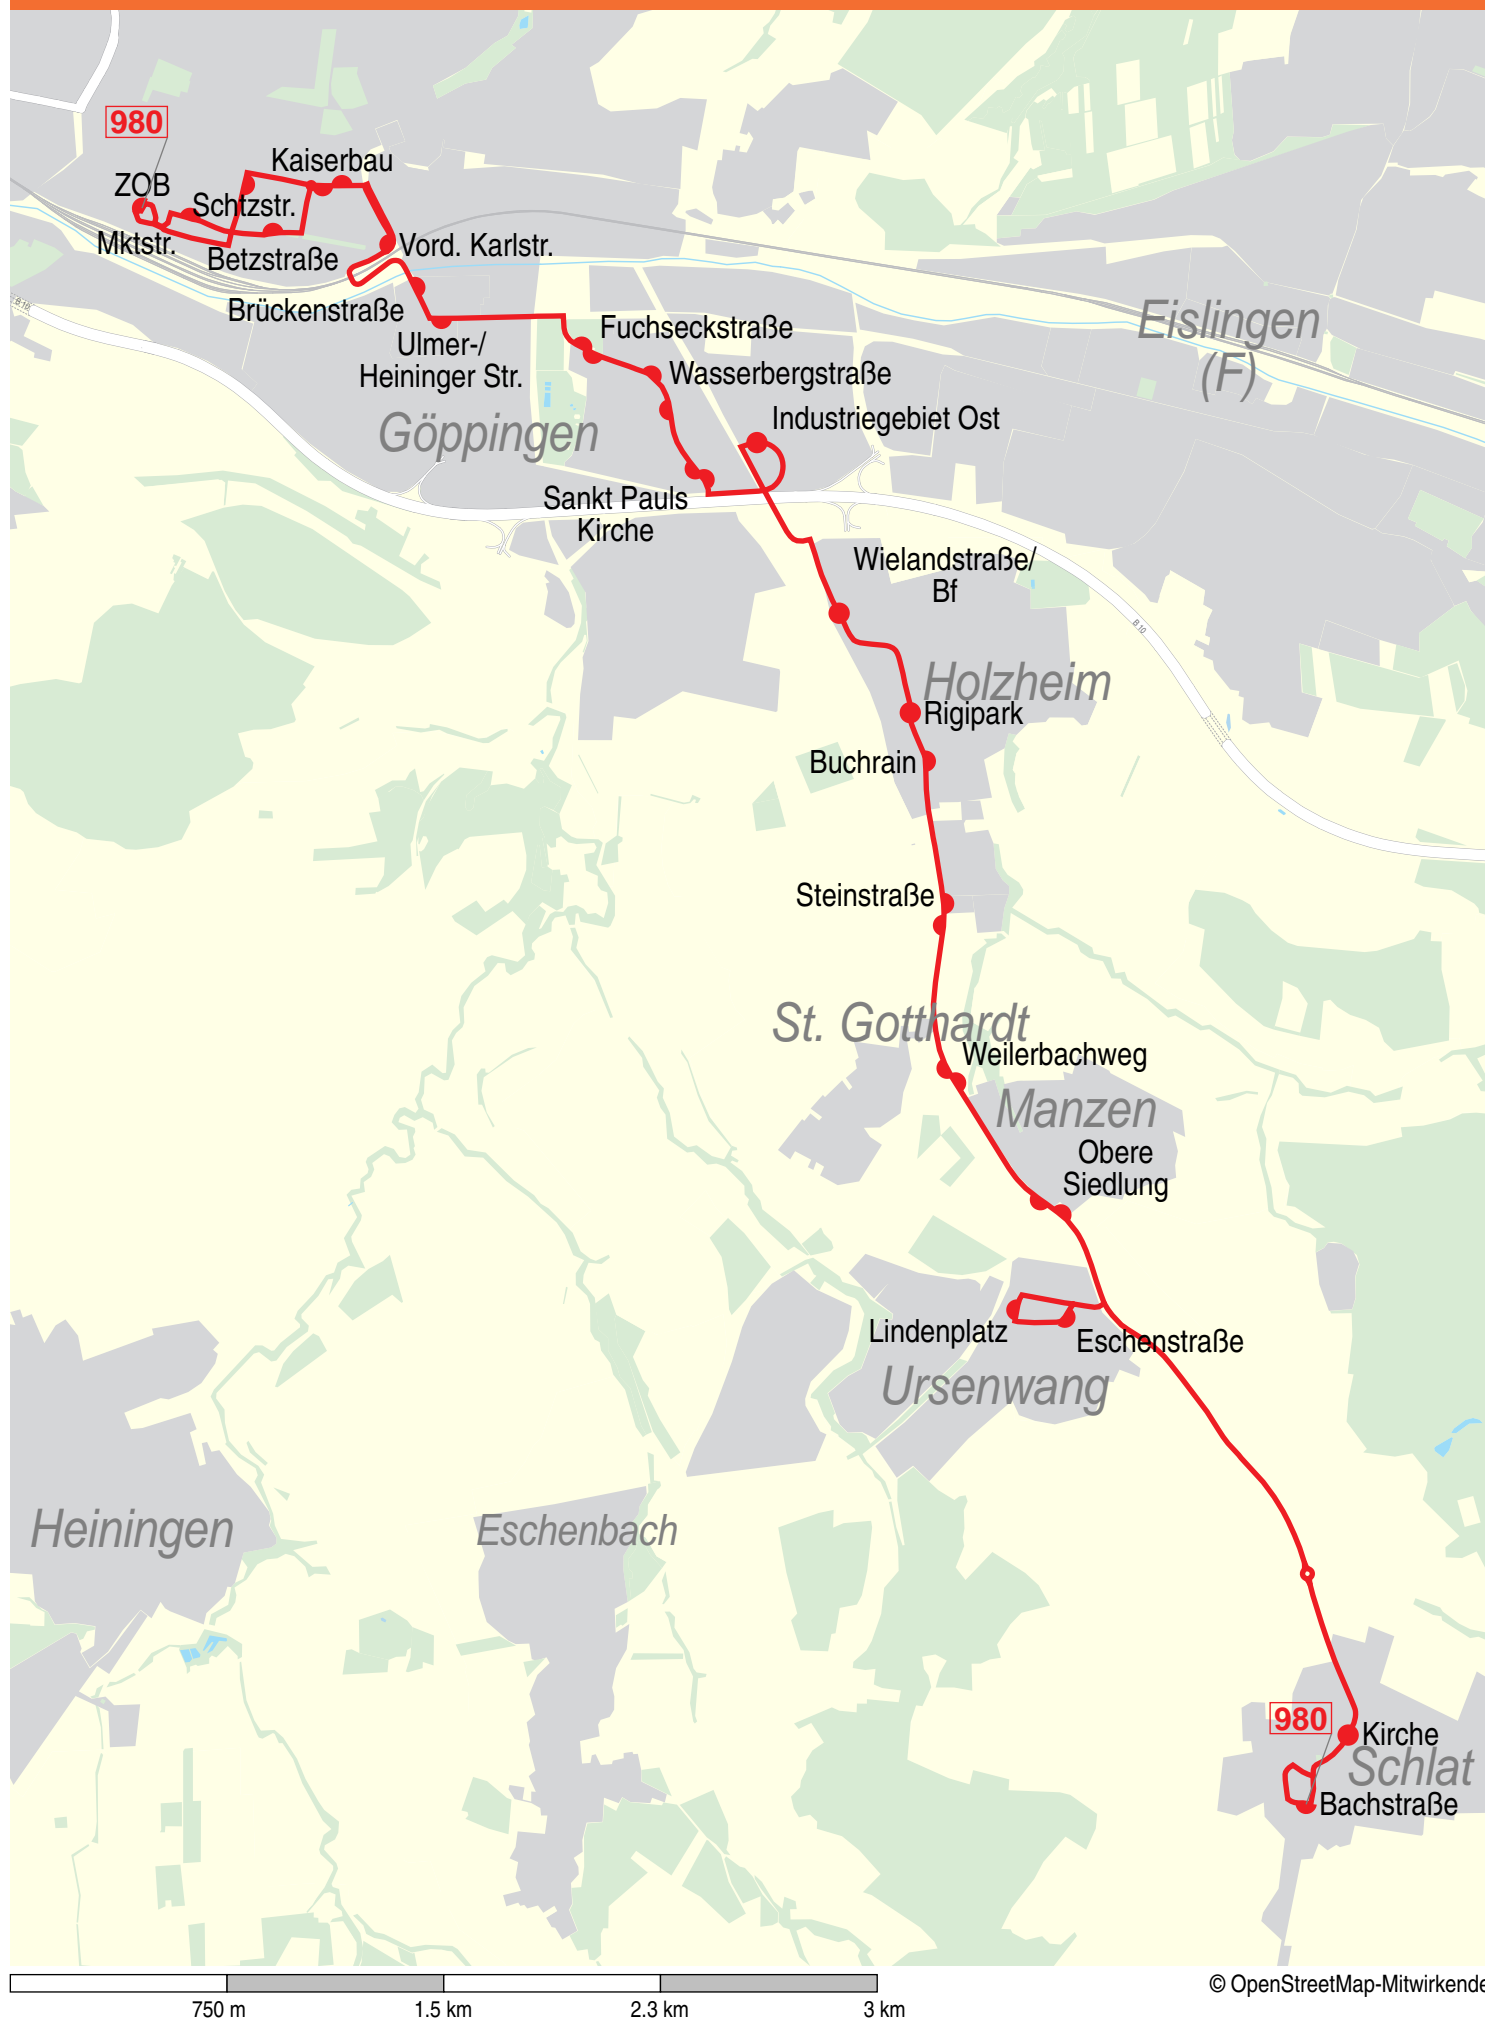 980
Kaiserbau
ZOB
Schtzstr.
Mktstr.
Betzstraße
Vord. Karlstr.
B 10
Brückenstraße
Ulmer-/
Heininger Str.
Fuchseckstraße
Eislingen
(F)
Wasserbergstraße
Göppingen
Industriegebiet Ost
Sankt Pauls
Kirche
Wielandstraße/
Bf
B 10
Holzheim
Rigipark
Buchrain
Steinstraße
St. Gotthardt
Weilerbachweg
Manzen
Obere
Siedlung
Lindenplatz
Eschenstraße
Ursenwang
Heiningen
Eschenbach
980
Kirche
Schlat
Bachstraße
© OpenStreetMap-Mitwirkende
750 m
1.5 km
2.3 km
3 km